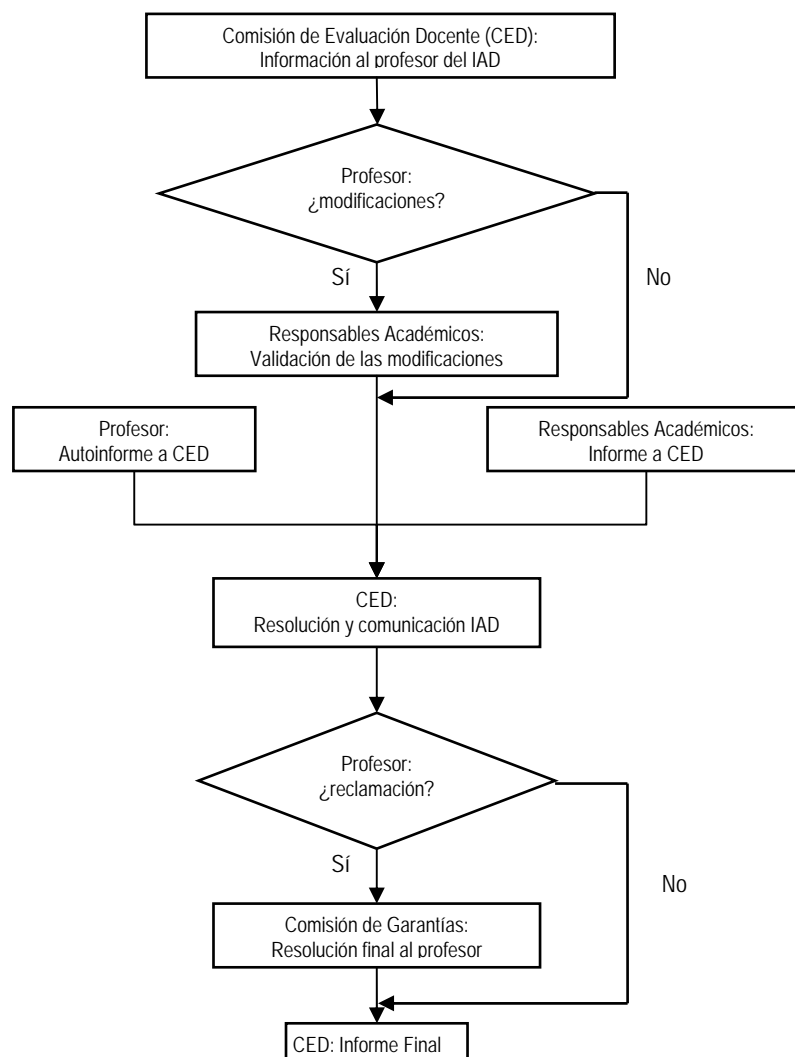 Comisión de Evaluación Docente (CED):
Información al profesor del IAD
Profesor:
¿modificaciones?
Sí
No
Responsables Académicos:
Validación de las modificaciones
Profesor:
Autoinforme a CED
Responsables Académicos:
Informe a CED
CED:
Resolución y comunicación IAD
Profesor:
¿reclamación?
Sí
No
Comisión de Garantías:
Resolución final al profesor
CED: Informe Final